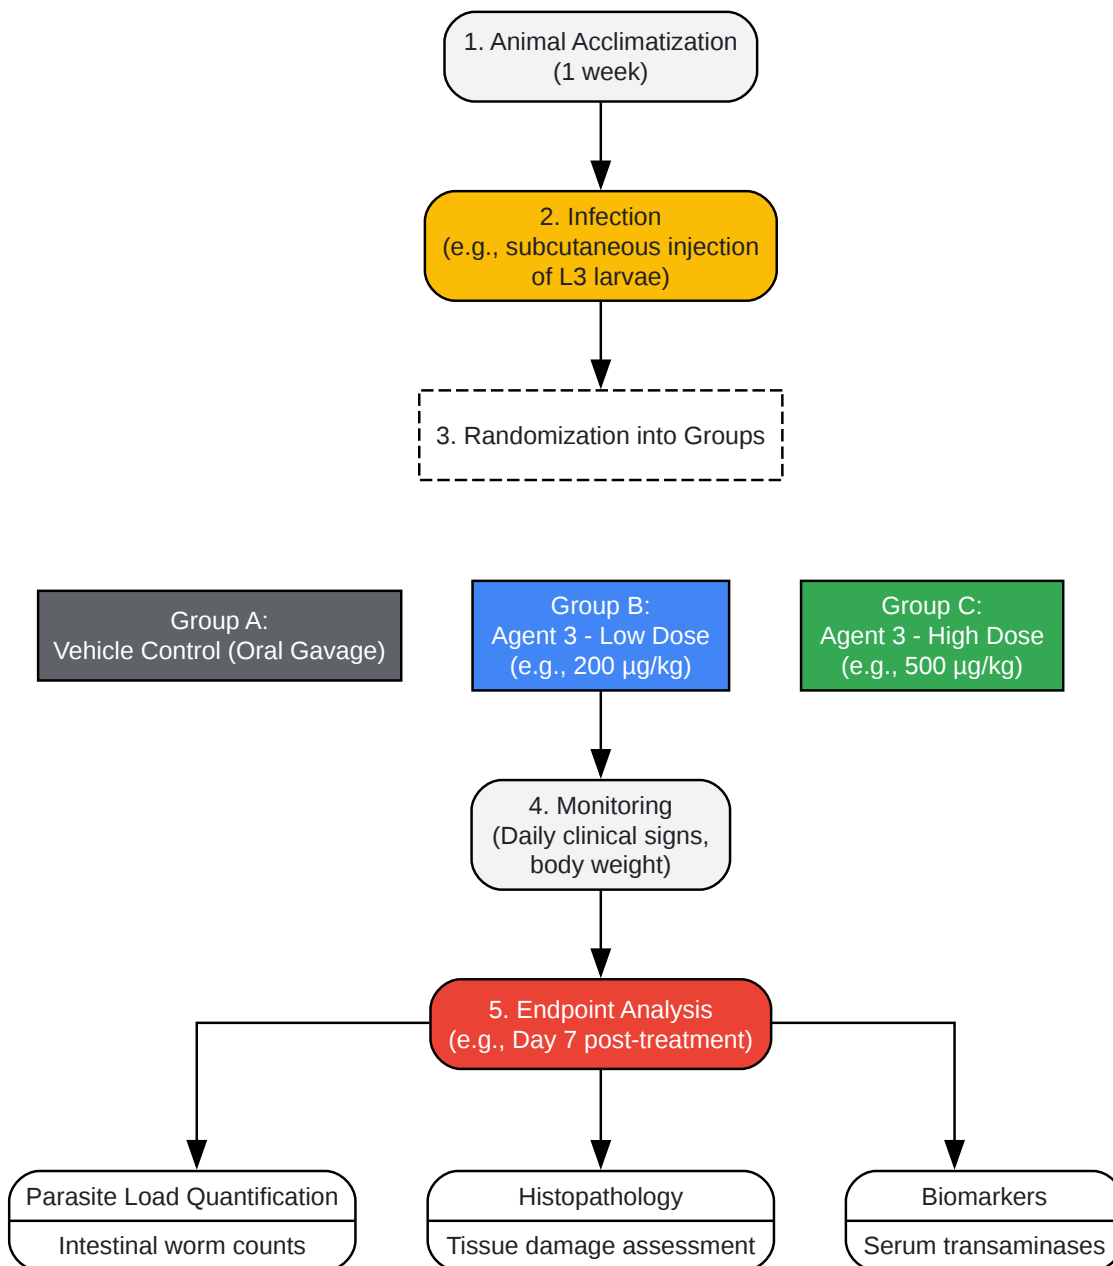 1. Animal Acclimatization
(1 week)
2. Infection
(e.g., subcutaneous injection
of L3 larvae)
3. Randomization into Groups
Group A:
Vehicle Control (Oral Gavage)
Group B:
Agent 3 - Low Dose
(e.g., 200 µg/kg)
Group C:
Agent 3 - High Dose
(e.g., 500 µg/kg)
4. Monitoring
(Daily clinical signs,
body weight)
5. Endpoint Analysis
(e.g., Day 7 post-treatment)
Parasite Load Quantification
Intestinal worm counts
Histopathology
Tissue damage assessment
Biomarkers
Serum transaminases